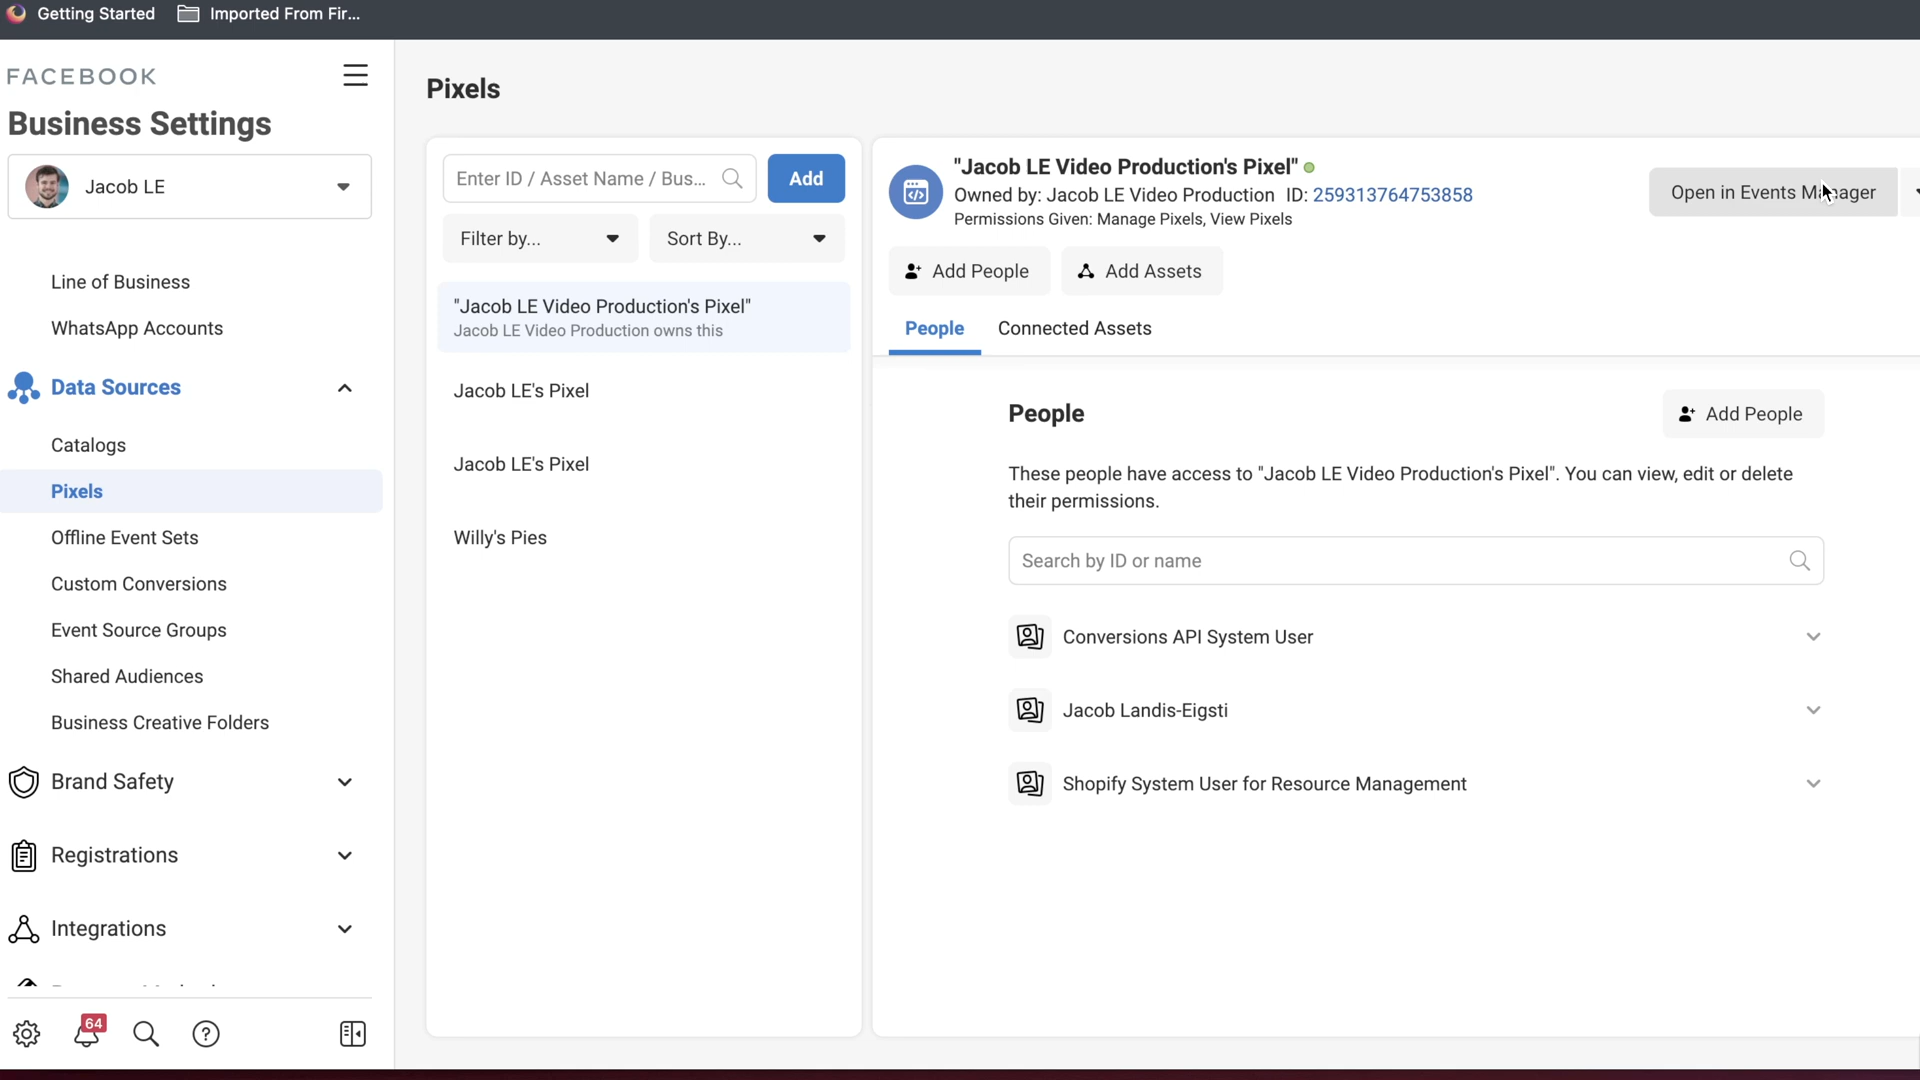 Getting Started
Imported From Fir...
FACEBOOK
Business Settings
Jacob LE
Line of Business
WhatsApp Accounts
Data Sources
Catalogs
Pixels
Offline Event Sets
Custom Conversions
Event Source Groups
Shared Audiences
Business Creative Folders
Brand Safety
Registrations
Integrations
64
Pixels
Enter ID / Asset Name / Bus...
Add
Filter by...
Sort By...
"Jacob LE Video Production's Pixel"
Jacob LE Video Production owns this
Jacob LE's Pixel
Jacob LE's Pixel
Willy's Pies
"Jacob LE Video Production's Pixel"
Owned by: Jacob LE Video Production ID: 259313764753858
Permissions Given: Manage Pixels, View Pixels
Open in Events Manager
Add People
Add Assets
People
Connected Assets
People
Add People
These people have access to "Jacob LE Video Production's Pixel". You can view, edit or delete
their permissions.
Search by ID or name
Conversions API System User
Jacob Landis-Eigsti
Shopify System User for Resource Management